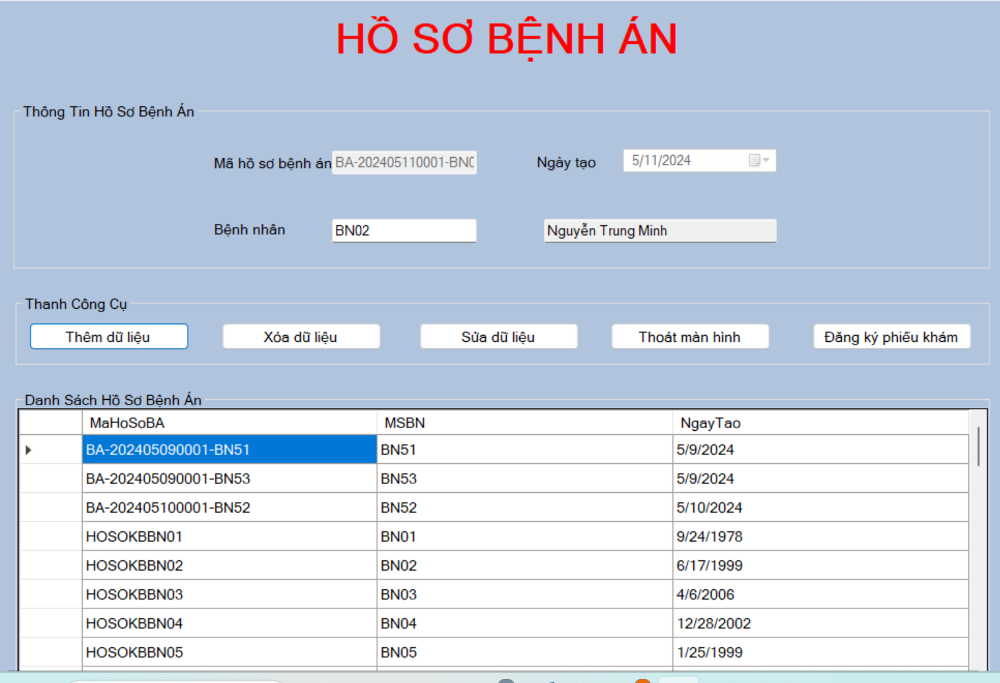 HỒ SƠ BỆNH ÁN
Thông Tin Hồ Sơ Bệnh Án
Mã hồ sơ bệnh án BA-202405110001-BN0 Ngày tạo 5/11/2024
Bệnh nhân BN02 Nguyễn Trung Minh
Thanh Công Cụ
Thêm dữ liệu Xóa dữ liệu Sửa dữ liệu Thoát màn hình Đăng ký phiếu khám
Danh Sách Hồ Sơ Bệnh Án
MaHoSoBA MSBN NgayTao
BA-202405090001-BN51 BN51 5/9/2024
BA-202405090001-BN53 BN53 5/9/2024
BA-202405100001-BN52 BN52 5/10/2024
HOSOKBBN01 BN01 9/24/1978
HOSOKBBN02 BN02 6/17/1999
HOSOKBBN03 BN03 4/6/2006
HOSOKBBN04 BN04 12/28/2002
HOSOKBBN05 BN05 1/25/1999